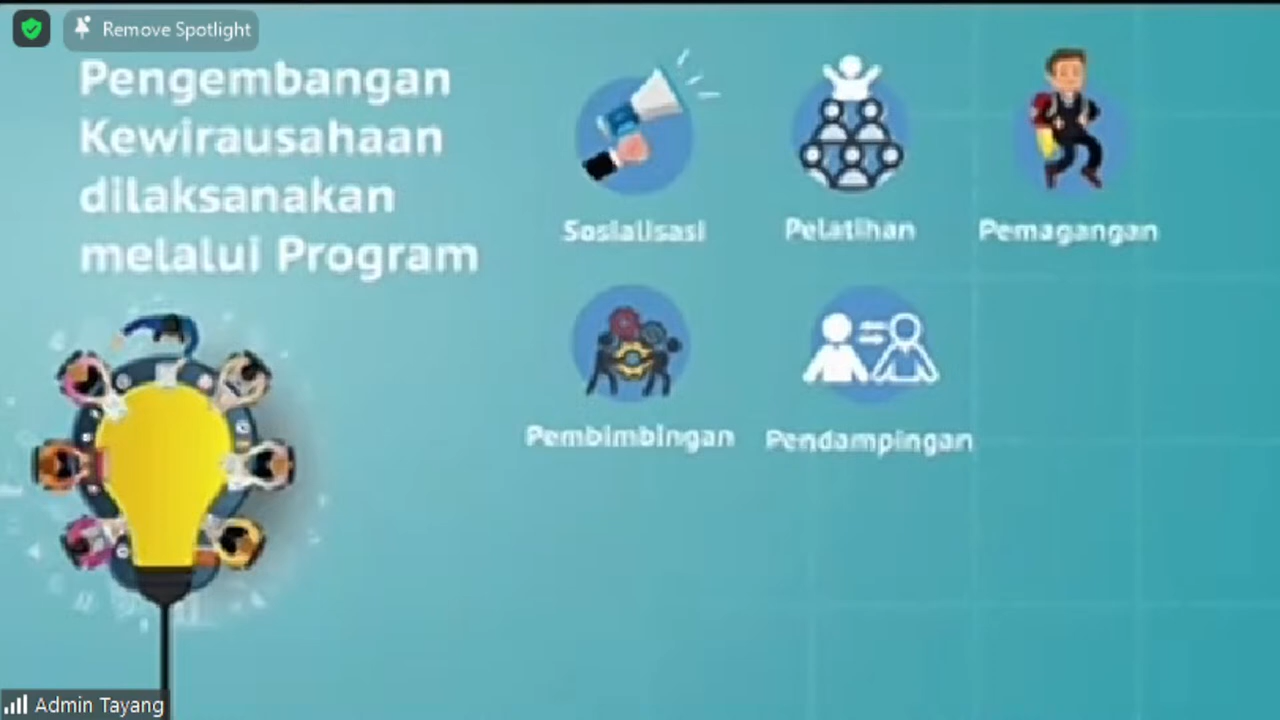 Remove Spotlight
Pengembangan
Kewirausahaan
dilaksanakan
melalui Program
Sosialisasi
Pelatihan
Pemagangan
Pembimbingan
Pendampingan
Admin Tayang